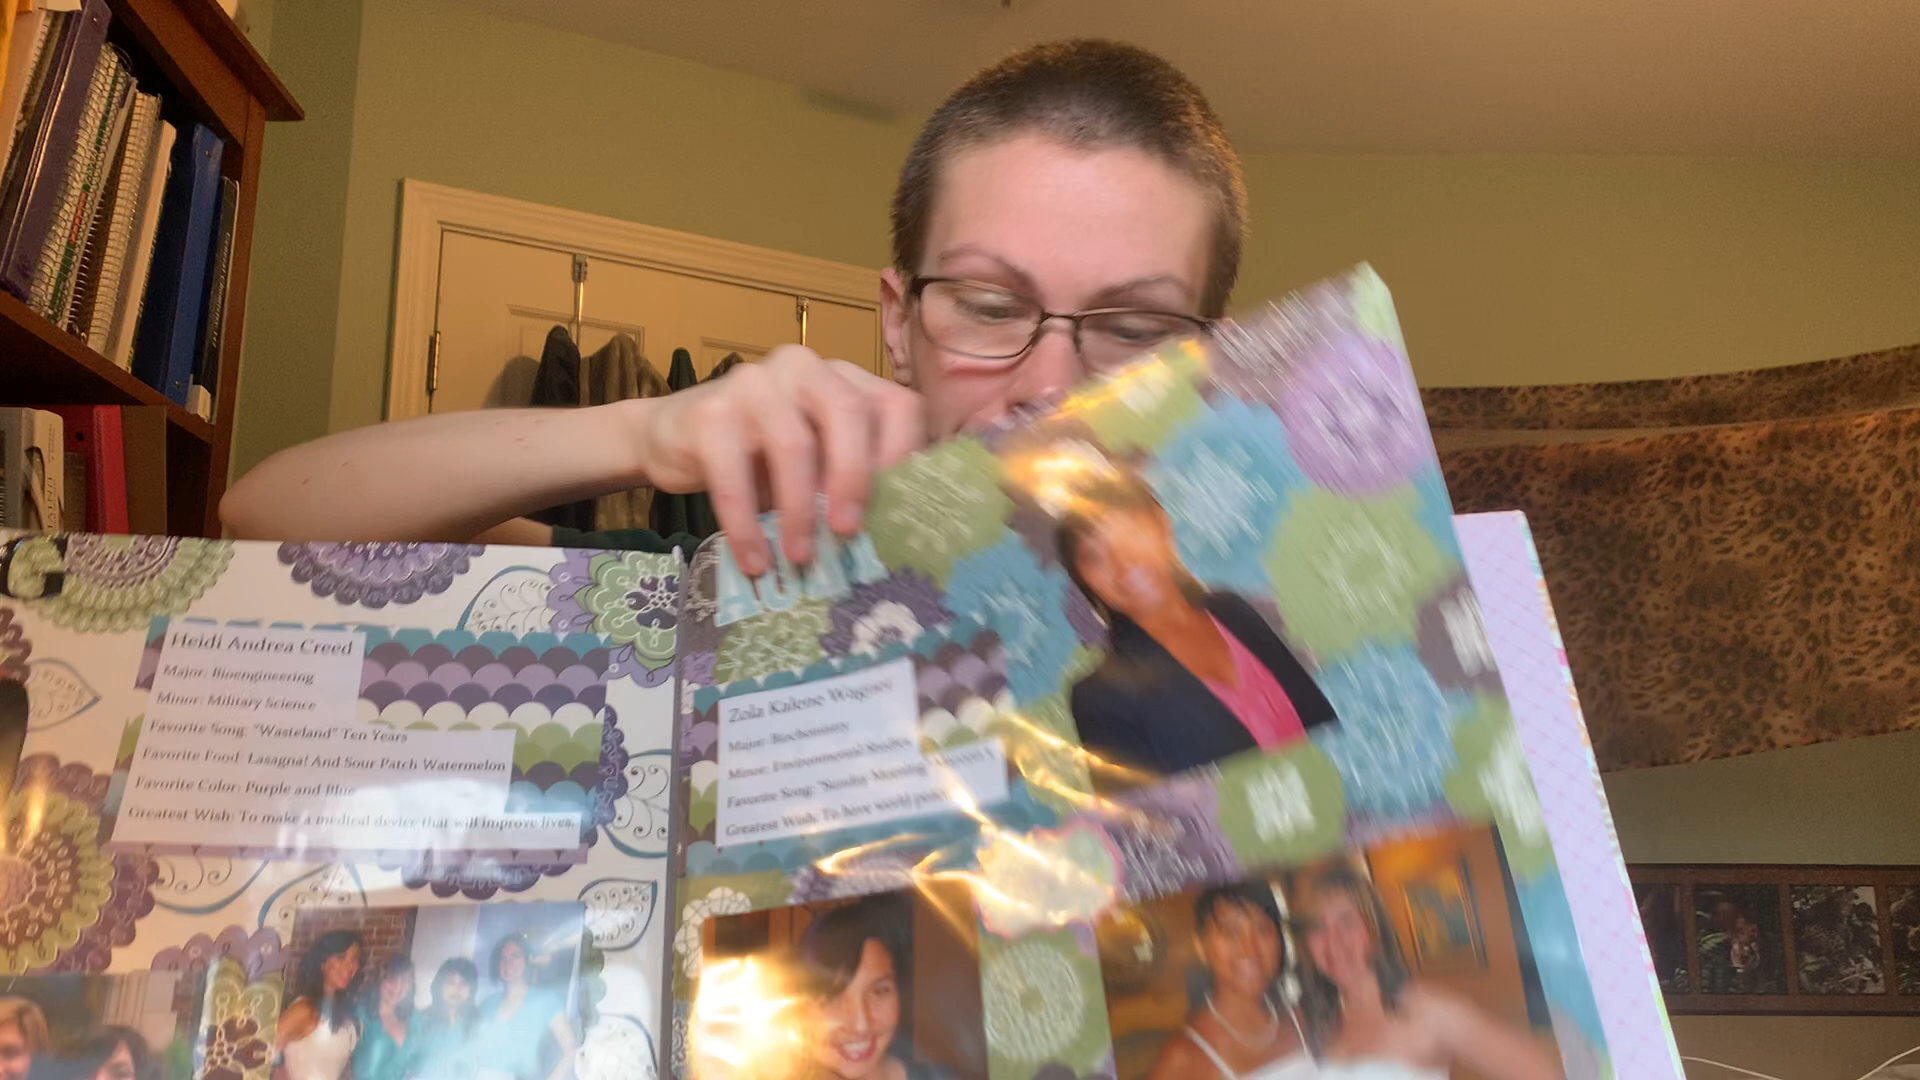 Heidi Andrea Creed
Major: Bioengineering
Minor: Military Science
Favorite Song: "Wasteland" Ten Years
Favorite Food: Lasagna! And Sour Patch Watermelon
Favorite Color: Purple and Blue
Greatest Wish: To make a medical device that will improve lives.
Zola Kalesse Wagner
Major: Biochemistry
Minor: Environmental Studies
Favorite Song: "Sunday Morning"
Greatest Wish: To have world